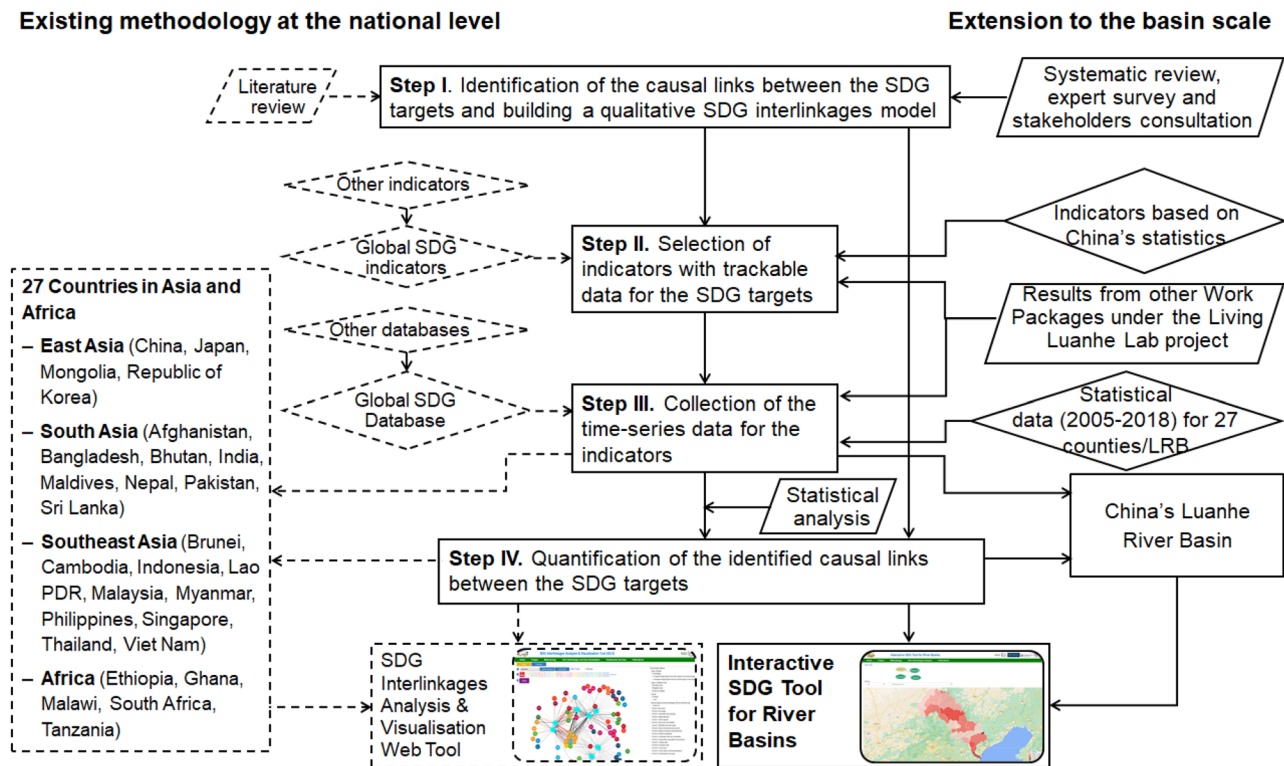 Existing methodology at the national level
Extension to the basin scale
Literature
review
Step I. Identification of the causal links between the SDG
targets and building a qualitative SDG interlinkages model
Systematic review,
expert survey and
stakeholders consultation
Other indicators
Global SDG
indicators
Step II. Selection of
indicators with trackable
data for the SDG targets
Indicators based on
China's statistics
Results from other Work
Packages under the Living
Luanhe Lab project
Other databases
Global SDG
Database
Step III. Collection of the
time-series data for the
indicators
Statistical
data (2005-2018) for 27
counties/LRB
27 Countries in Asia and
Africa
– East Asia (China, Japan,
Mongolia, Republic of
Korea)
– South Asia (Afghanistan,
Bangladesh, Bhutan, India,
Maldives, Nepal, Pakistan,
Sri Lanka)
– Southeast Asia (Brunei,
Cambodia, Indonesia, Lao
PDR, Malaysia, Myanmar,
Philippines, Singapore,
Thailand, Viet Nam)
– Africa (Ethiopia, Ghana,
Malawi, South Africa,
Tanzania)
Statistical
analysis
China's Luanhe
River Basin
Step IV. Quantification of the identified causal links
between the SDG targets
SDG
Interlinkages
Analysis &
Visualisation
Web Tool
Interactive
SDG Tool
for River
Basins